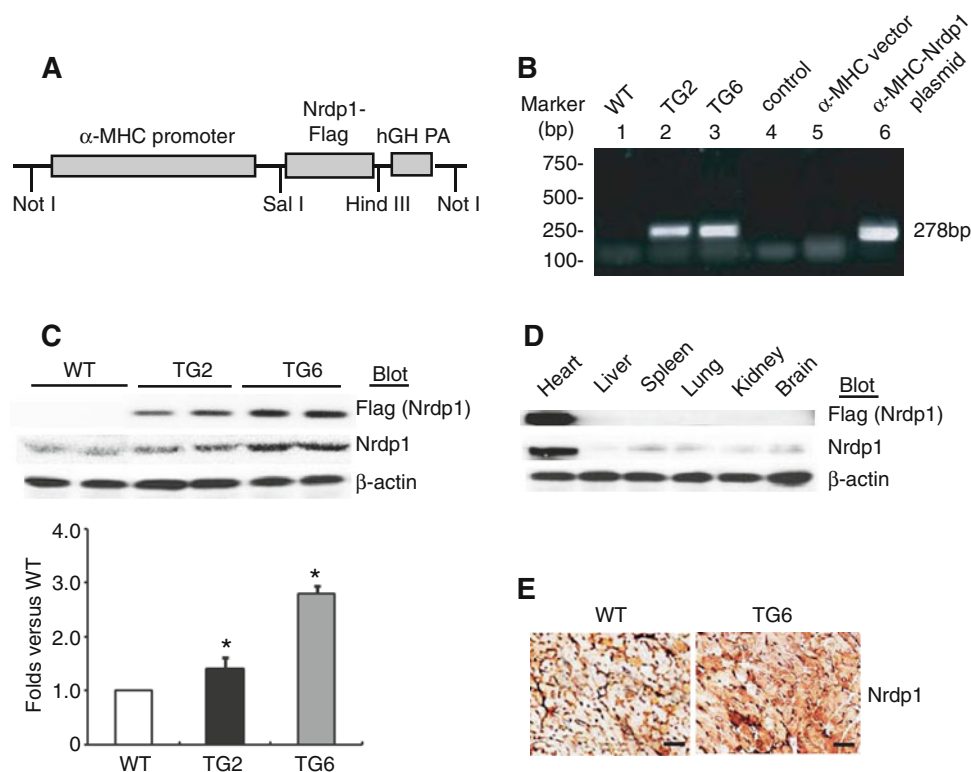 A
Nrdp1-
Flag
α-MHC promoter
hGH PA
Not I
Sal I
Hind III
Not I
B
Marker
(bp)
WT
TG2
TG6
control
α-MHC vector
α-MHC-Nrdp1
plasmid
1 2 3 4 5 6
750-
500-
250-
100-
278bp
C
WT TG2 TG6 Blot
Flag (Nrdp1)
Nrdp1
β-actin
Folds versus WT
4.0
3.0
2.0
1.0
0
* *
WT TG2 TG6
D
Heart Liver Spleen Lung Kidney Brain Blot
Flag (Nrdp1)
Nrdp1
β-actin
E
WT TG6
Nrdp1